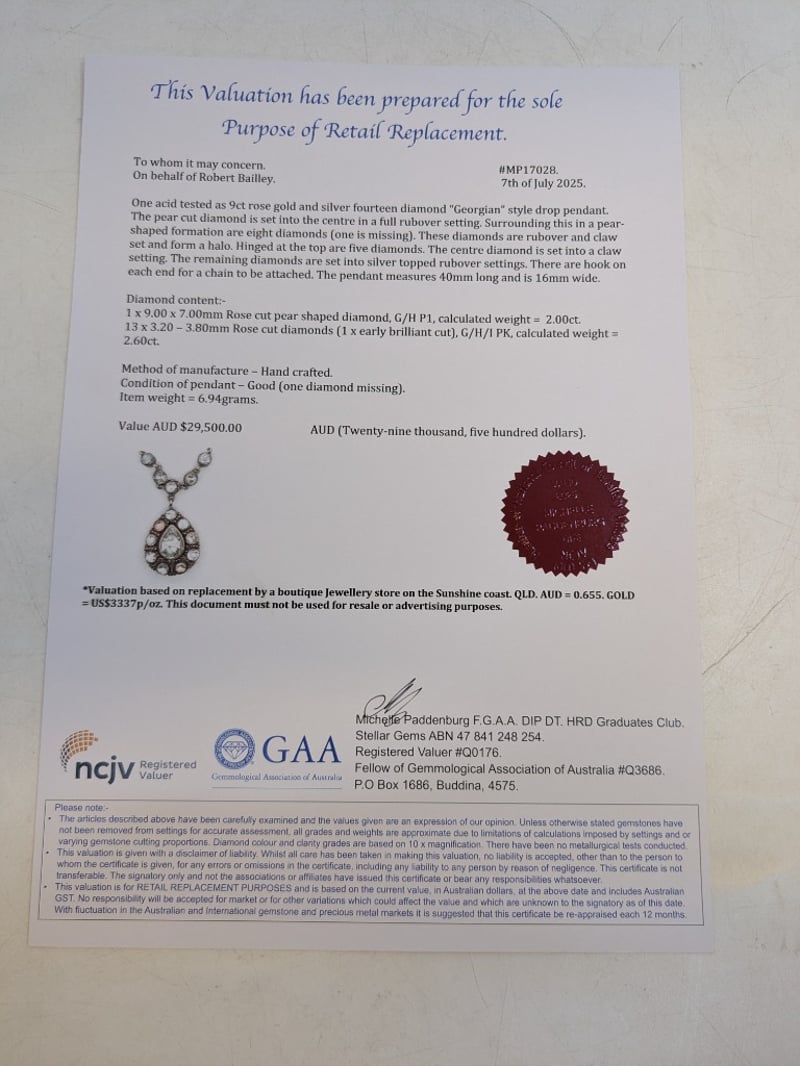 This Valuation has been prepared for the sole
Purpose of Retail Replacement.
To whom it may concern.
On behalf of Robert Bailley.
#MP17028.
7th of July 2025.
One acid tested as 9ct rose gold and silver fourteen diamond "Georgian" style drop pendant.
The pear cut diamond is set into the centre in a full rubover setting. Surrounding this in a pear-
shaped formation are eight diamonds (one is missing). These diamonds are rubover and claw
set and form a halo. Hinged at the top are five diamonds. The centre diamond is set into a claw
setting. The remaining diamonds are set into silver topped rubover settings. There are hook on
each end for a chain to be attached. The pendant measures 40mm long and is 16mm wide.
Diamond content:-
1 x 9.00 x 7.00mm Rose cut pear shaped diamond, G/H P1, calculated weight = 2.00ct.
13 x 3.20 – 3.80mm Rose cut diamonds (1 x early brilliant cut), G/H/I PK, calculated weight =
2.60ct.
Method of manufacture – Hand crafted.
Condition of pendant – Good (one diamond missing).
Item weight = 6.94grams.
Value AUD $29,500.00
AUD (Twenty-nine thousand, five hundred dollars).
MICHELLE
PADDENBURG
*Valuation based on replacement by a boutique Jewellery store on the Sunshine coast. QLD. AUD = 0.655. GOLD
= US$3337p/oz. This document must not be used for resale or advertising purposes.
Michelle Paddenburg F.G.A.A. DIP DT. HRD Graduates Club.
Stellar Gems ABN 47 841 248 254.
Registered Valuer #Q0176.
Fellow of Gemmological Association of Australia #Q3686.
P.O Box 1686, Buddina, 4575.
ncjv Registered
Valuer
GAA
Gemmological Association of Australia
Please note:-
• The articles described above have been carefully examined and the values given are an expression of our opinion. Unless otherwise stated gemstones have
not been removed from settings for accurate assessment, all grades and weights are approximate due to limitations of calculations imposed by settings and or
varying gemstone cutting proportions. Diamond colour and clarity grades are based on 10 x magnification. There have been no metallurgical tests conducted.
• This valuation is given with a disclaimer of liability. Whilst all care has been taken in making this valuation, no liability is accepted, other than to the person to
whom the certificate is given, for any errors or omissions in the certificate, including any liability to any person by reason of negligence. This certificate is not
transferable. The signatory only and not the associations or affiliates have issued this certificate or bear any responsibilities whatsoever.
• This valuation is for RETAIL REPLACEMENT PURPOSES and is based on the current value, in Australian dollars, at the above date and includes Australian
GST. No responsibility will be accepted for market or for other variations which could affect the value and which are unknown to the signatory as of this date.
With fluctuation in the Australian and International gemstone and precious metal markets it is suggested that this certificate be re-appraised each 12 months.